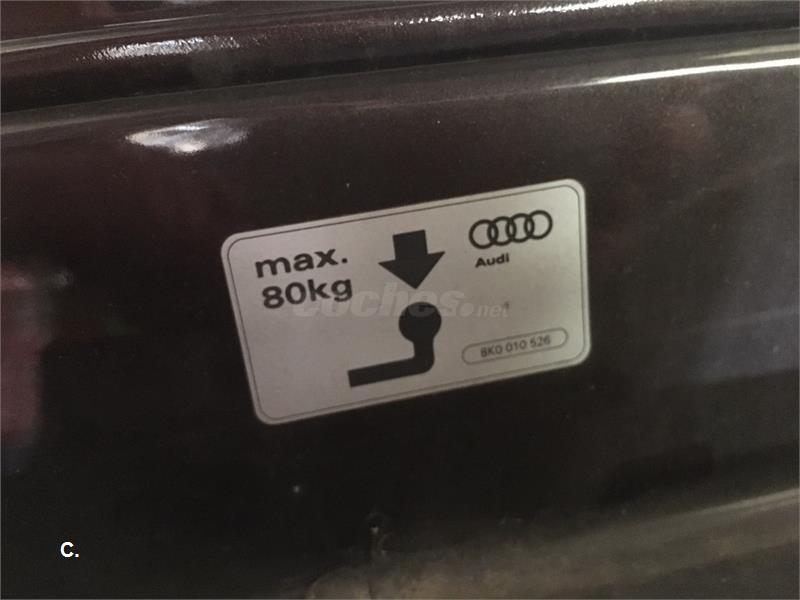 max.
80kg
Audi
coches.net
8K0 010 526
C.